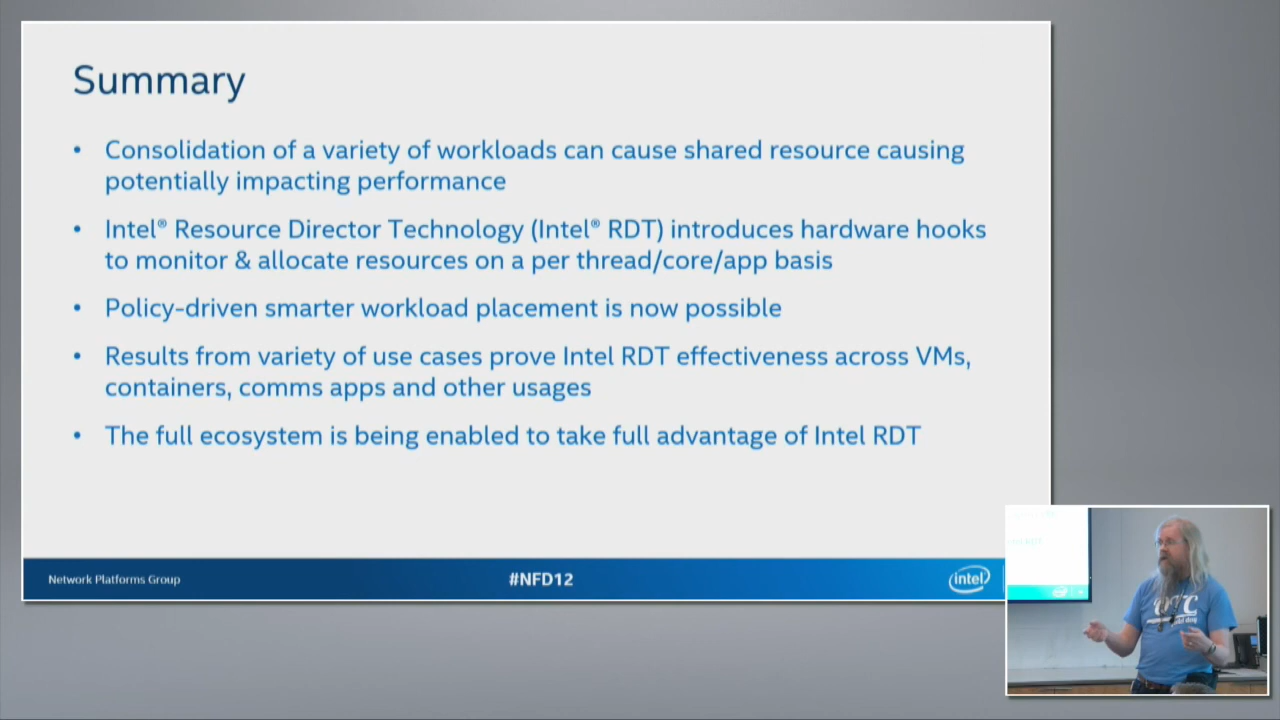 Summary
• Consolidation of a variety of workloads can cause shared resource causing
potentially impacting performance
• Intel® Resource Director Technology (Intel® RDT) introduces hardware hooks
to monitor & allocate resources on a per thread/core/app basis
• Policy-driven smarter workload placement is now possible
• Results from variety of use cases prove Intel RDT effectiveness across VMs,
containers, comms apps and other usages
• The full ecosystem is being enabled to take full advantage of Intel RDT
Network Platforms Group
#NFD12
intel